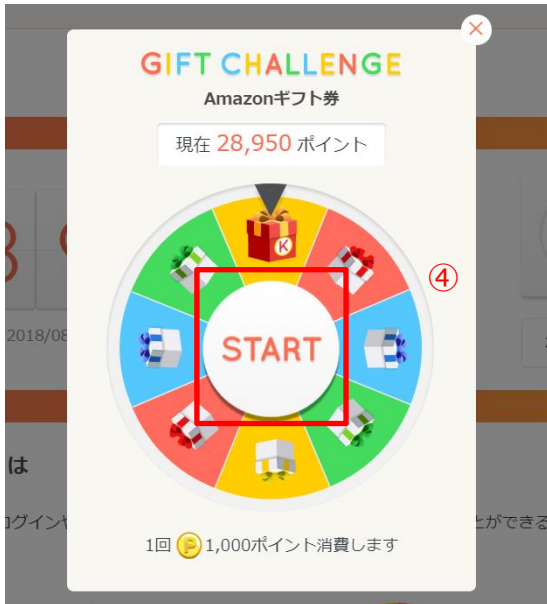 GIFT CHALLENGE
Amazonギフト券
現在 28,950 ポイント
K
④
START
2018/08
は
ログインや
とができる
1回 P 1,000ポイント消費します